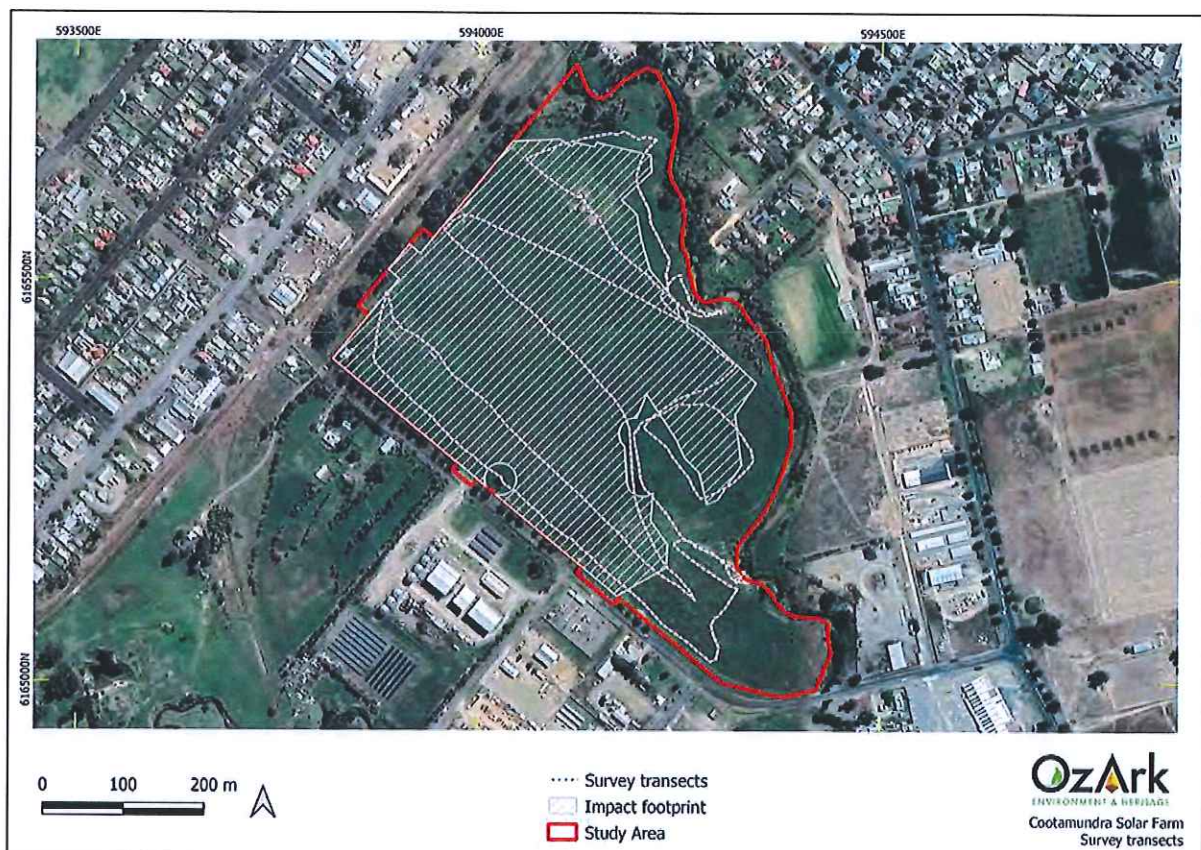 593500E
594000E
594500E
6165500N
6165000N
0 100 200 m
Survey transects
Impact footprint
Study Area
OzArk
ENVIRONMENT & HERITAGE
Cootamundra Solar Farm
Survey transects